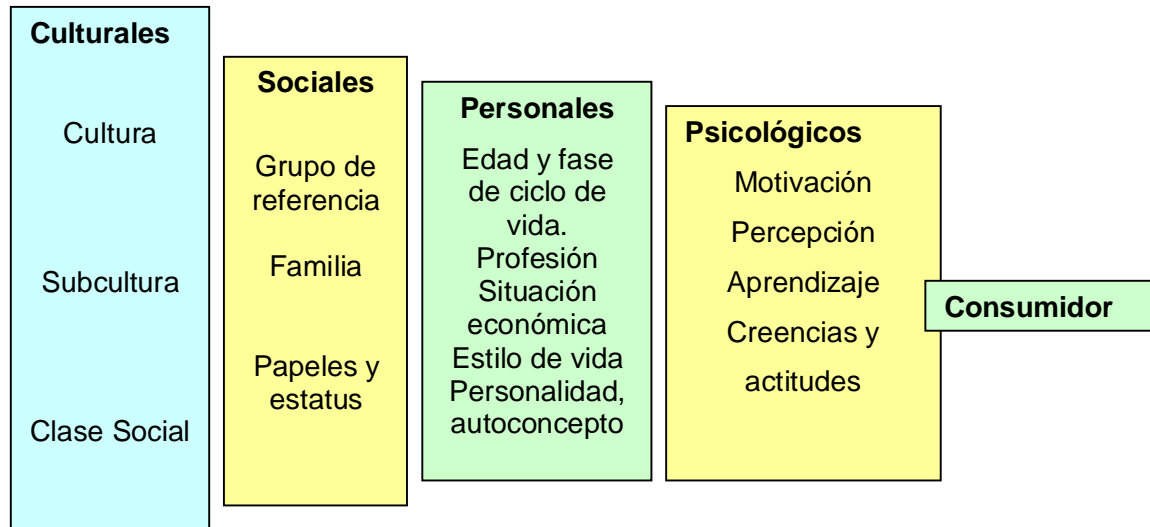 Culturales
Cultura
Subcultura
Clase Social
Sociales
Grupo de
referencia
Familia
Papeles y
estatus
Personales
Edad y fase
de ciclo de
vida.
Profesión
Situación
económica
Estilo de vida
Personalidad,
autoconcepto
Psicológicos
Motivación
Percepción
Aprendizaje
Creencias y
actitudes
Consumidor